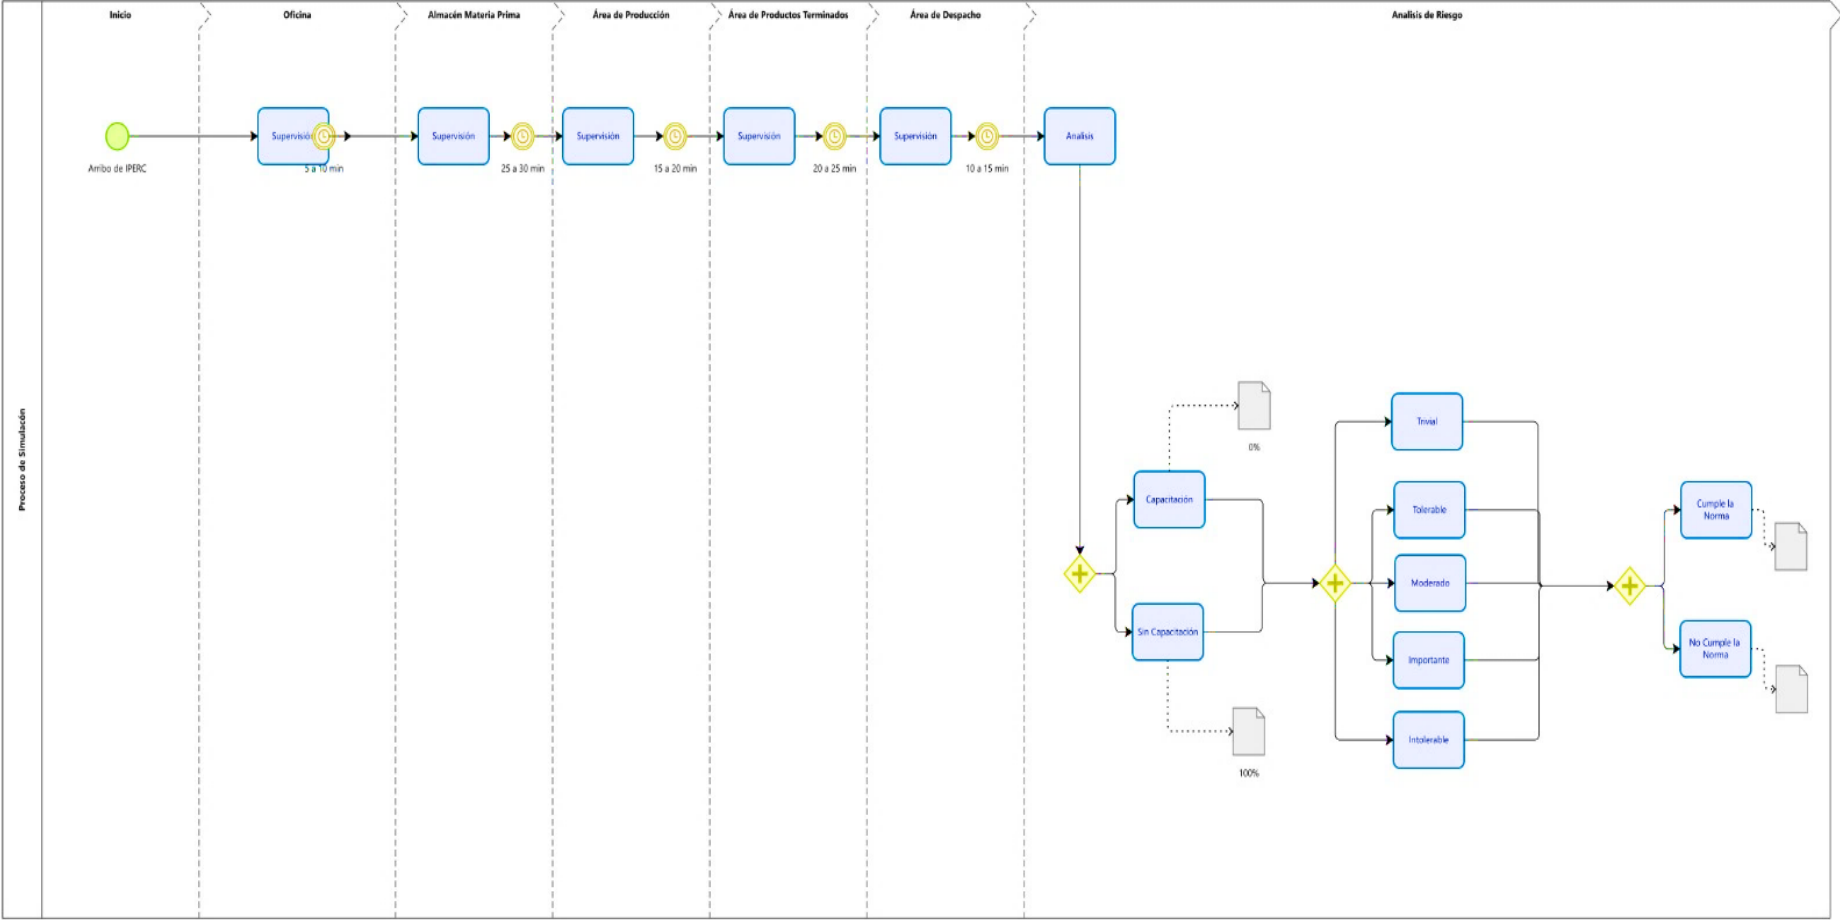 Inicio
Oficina
Almacén Materia Prima
Área de Producción
Área de Productos Terminados
Área de Despacho
Analisis de Riesgo
Proceso de Simulacón
Arribo de IPERC
Supervisión
5 a 10 min
Supervisión
25 a 30 min
Supervisión
15 a 20 min
Supervisión
20 a 25 min
Supervisión
10 a 15 min
Analisis
Capacitación
0%
Sin Capacitación
100%
Trivial
Tolerable
Moderado
Importante
Intolerable
Cumple la
Norma
No Cumple la
Norma